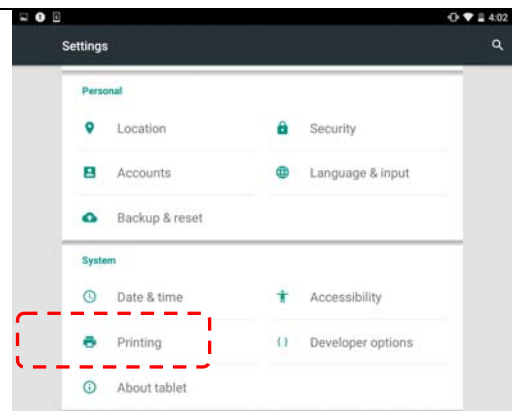 4:02
Settings
Personal
Location Security
Accounts Language & input
Backup & reset
System
Date & time Accessibility
Printing { } Developer options
About tablet